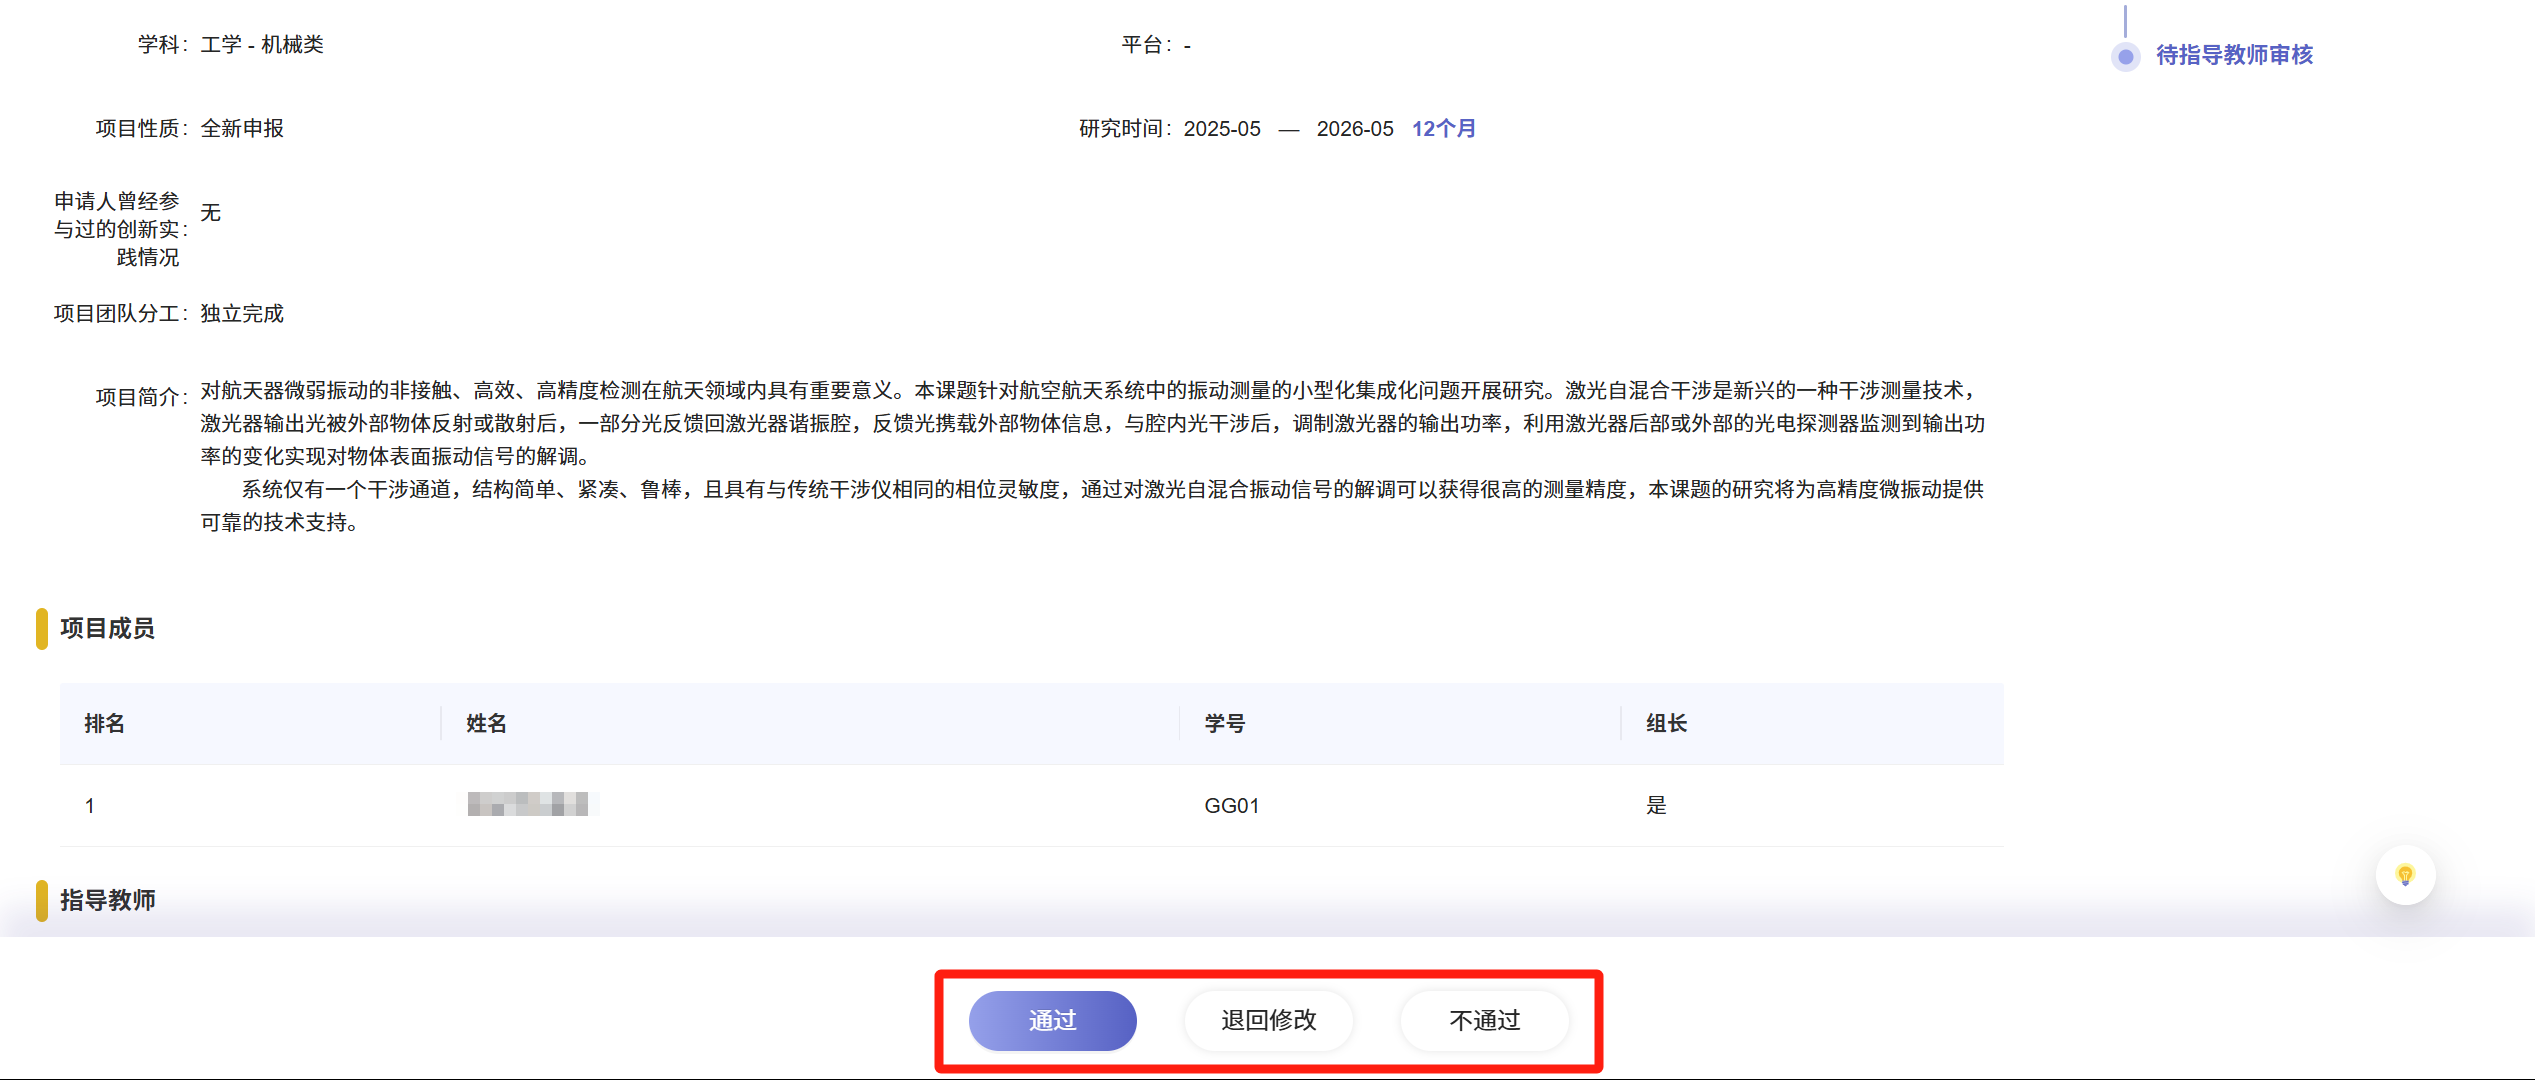 学科： 工学 - 机械类
平台： -
待指导教师审核
项目性质： 全新申报
研究时间： 2025-05 — 2026-05 12个月
申请人曾经参
与过的创新实：
践情况
无
项目团队分工： 独立完成
项目简介：
对航天器微弱振动的非接触、高效、高精度检测在航天领域内具有重要意义。本课题针对航空航天系统中的振动测量的小型化集成化问题开展研究。激光自混合干涉是新兴的一种干涉测量技术，
激光器输出光被外部物体反射或散射后，一部分光反馈回激光器谐振腔，反馈光携载外部物体信息，与腔内光干涉后，调制激光器的输出功率，利用激光器后部或外部的光电探测器监测到输出功
率的变化实现对物体表面振动信号的解调。
系统仅有一个干涉通道，结构简单、紧凑、鲁棒，且具有与传统干涉仪相同的相位灵敏度，通过对激光自混合振动信号的解调可以获得很高的测量精度，本课题的研究将为高精度微振动提供
可靠的技术支持。
项目成员
排名 姓名 学号 组长
1 GG01 是
指导教师
通过 退回修改 不通过